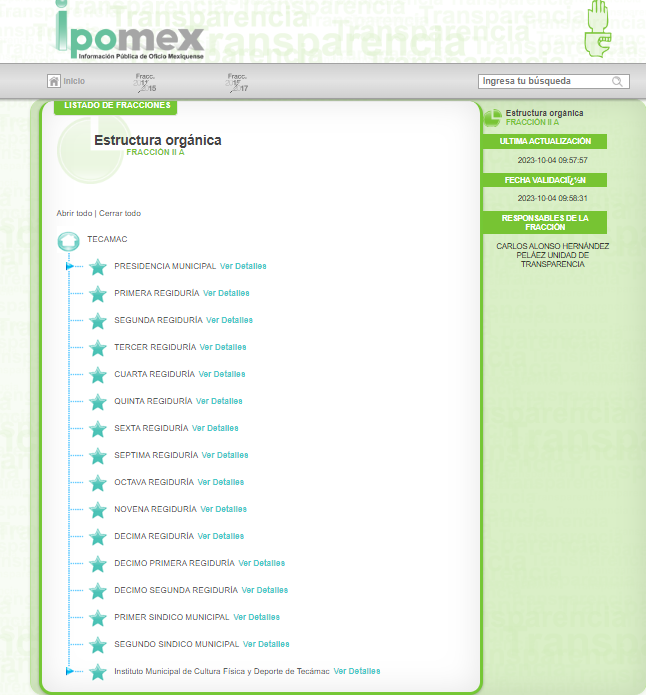 ipomex
Información Pública de Oficio Mexiquense
Inicio
Fracc.
Fracc.
Ingresa tu búsqueda
LISTADO DE FRACCIONES
Estructura orgánica
FRACCIÓN II A
Abrir todo | Cerrar todo
TECAMAC
PRESIDENCIA MUNICIPAL Ver Detalles
PRIMERA REGIDURÍA Ver Detalles
SEGUNDA REGIDURÍA Ver Detalles
TERCER REGIDURÍA Ver Detalles
CUARTA REGIDURÍA Ver Detalles
QUINTA REGIDURÍA Ver Detalles
SEXTA REGIDURÍA Ver Detalles
SEPTIMA REGIDURÍA Ver Detalles
OCTAVA REGIDURÍA Ver Detalles
NOVENA REGIDURÍA Ver Detalles
DECIMA REGIDURÍA Ver Detalles
DECIMO PRIMERA REGIDURÍA Ver Detalles
DECIMO SEGUNDA REGIDURÍA Ver Detalles
PRIMER SINDICO MUNICIPAL Ver Detalles
SEGUNDO SINDICO MUNICIPAL Ver Detalles
Instituto Municipal de Cultura Física y Deporte de Tecámac Ver Detalles
Estructura orgánica
FRACCIÓN II A
ULTIMA ACTUALIZACIÓN
2023-10-04 09:57:57
FECHA VALIDACIï¿½N
2023-10-04 09:58:31
RESPONSABLES DE LA
FRACCIÓN
CARLOS ALONSO HERNÁNDEZ
PELÁEZ UNIDAD DE
TRANSPARENCIA